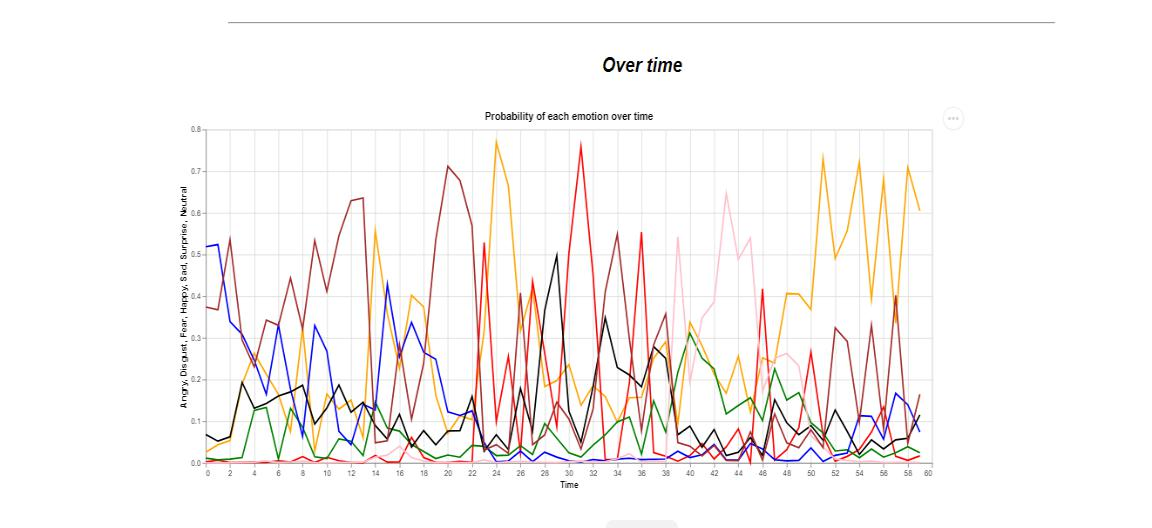 Over time
Probability of each emotion over time
Angry, Disgust, Fear, Happy, Sad, Surprise, Neutral
0.8
0.7
0.6
0.5
0.4
0.3
0.2
0.1
0.0
0 2 4 6 8 10 12 14 16 18 20 22 24 26 28 30 32 34 36 38 40 42 44 46 48 50 52 54 56 58 60
Time